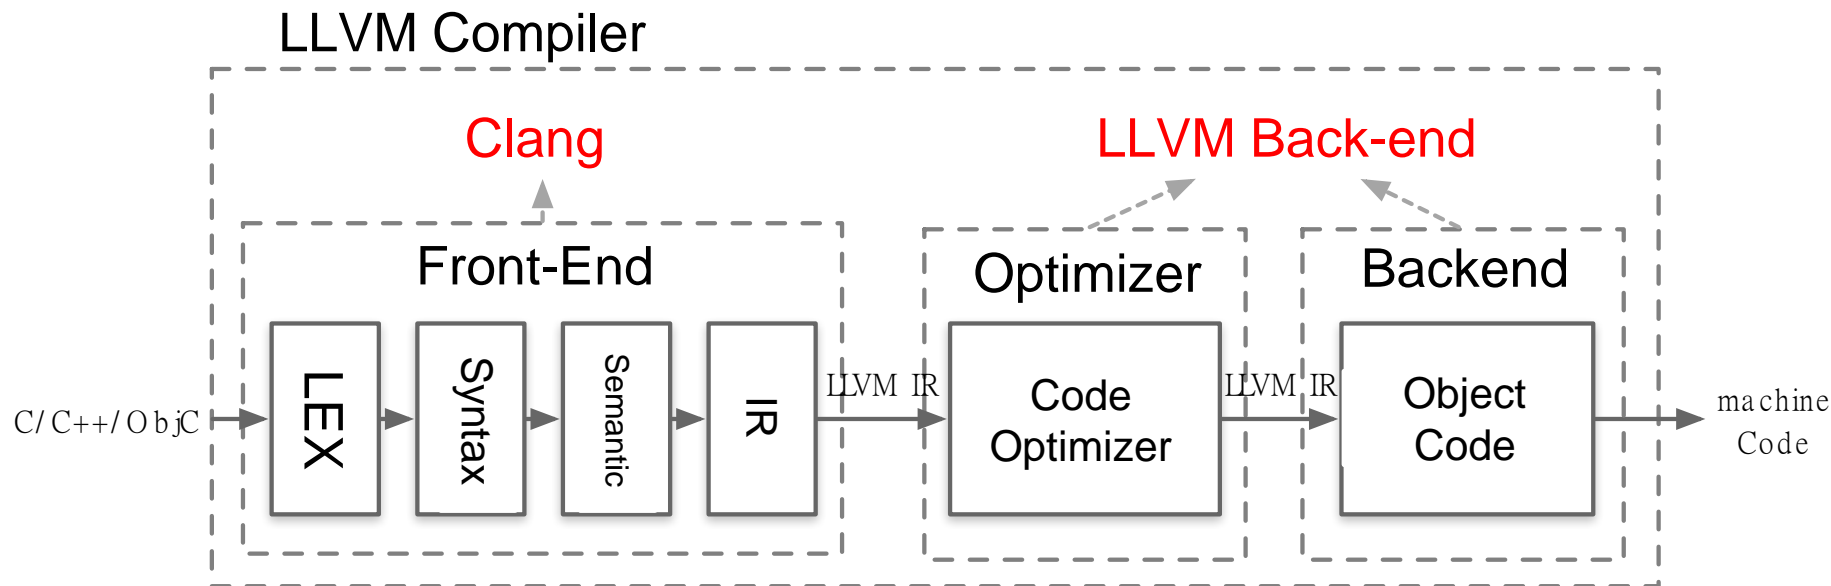 LLVM Compiler
Clang
LLVM Back-end
Front-End
Optimizer
Backend
C/C++/ObjC
LEX
Syntax
Semantic
IR
LLVM IR
Code
Optimizer
LLVM IR
Object
Code
machine
Code